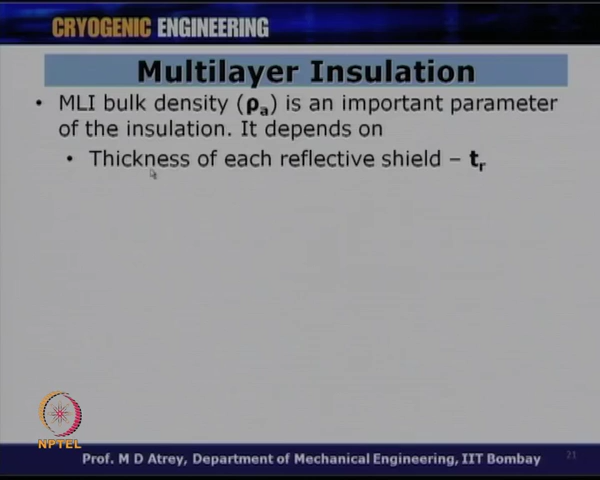 CRYOGENIC ENGINEERING
Multilayer Insulation
• MLI bulk density (ρa) is an important parameter
of the insulation. It depends on
• Thickness of each reflective shield – tr
NPTEL
Prof. M D Atrey, Department of Mechanical Engineering, IIT Bombay
21